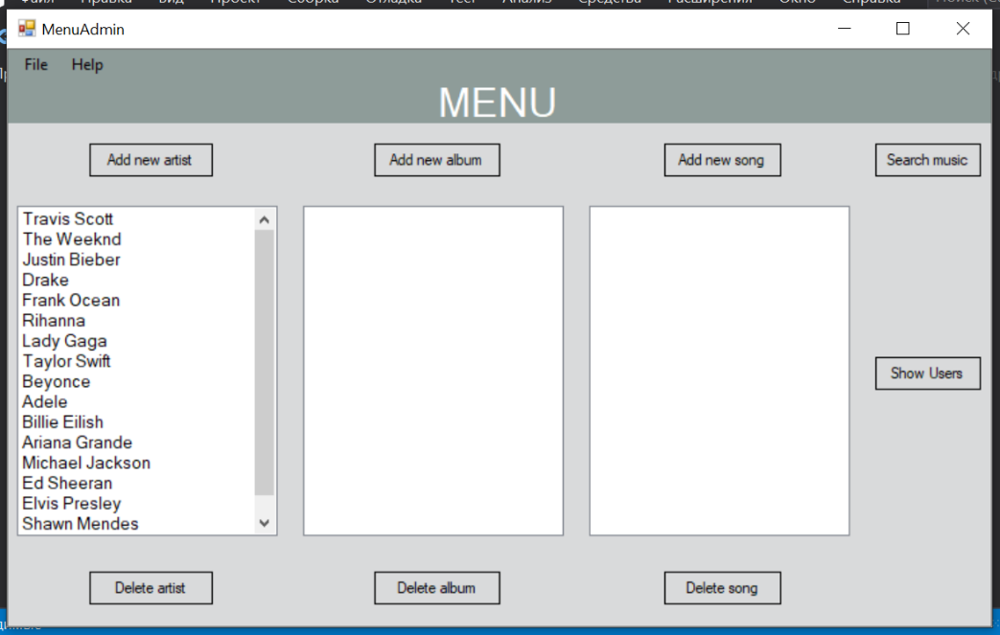 Файл Правка Вид Проект Сборка Отладка Тест Анализ Средства Расширения Окно Справка
MenuAdmin
File Help
MENU
Add new artist Add new album Add new song Search music
Travis Scott
The Weeknd
Justin Bieber
Drake
Frank Ocean
Rihanna
Lady Gaga
Taylor Swift
Beyonce
Adele
Billie Eilish
Ariana Grande
Michael Jackson
Ed Sheeran
Elvis Presley
Shawn Mendes
Show Users
Delete artist Delete album Delete song